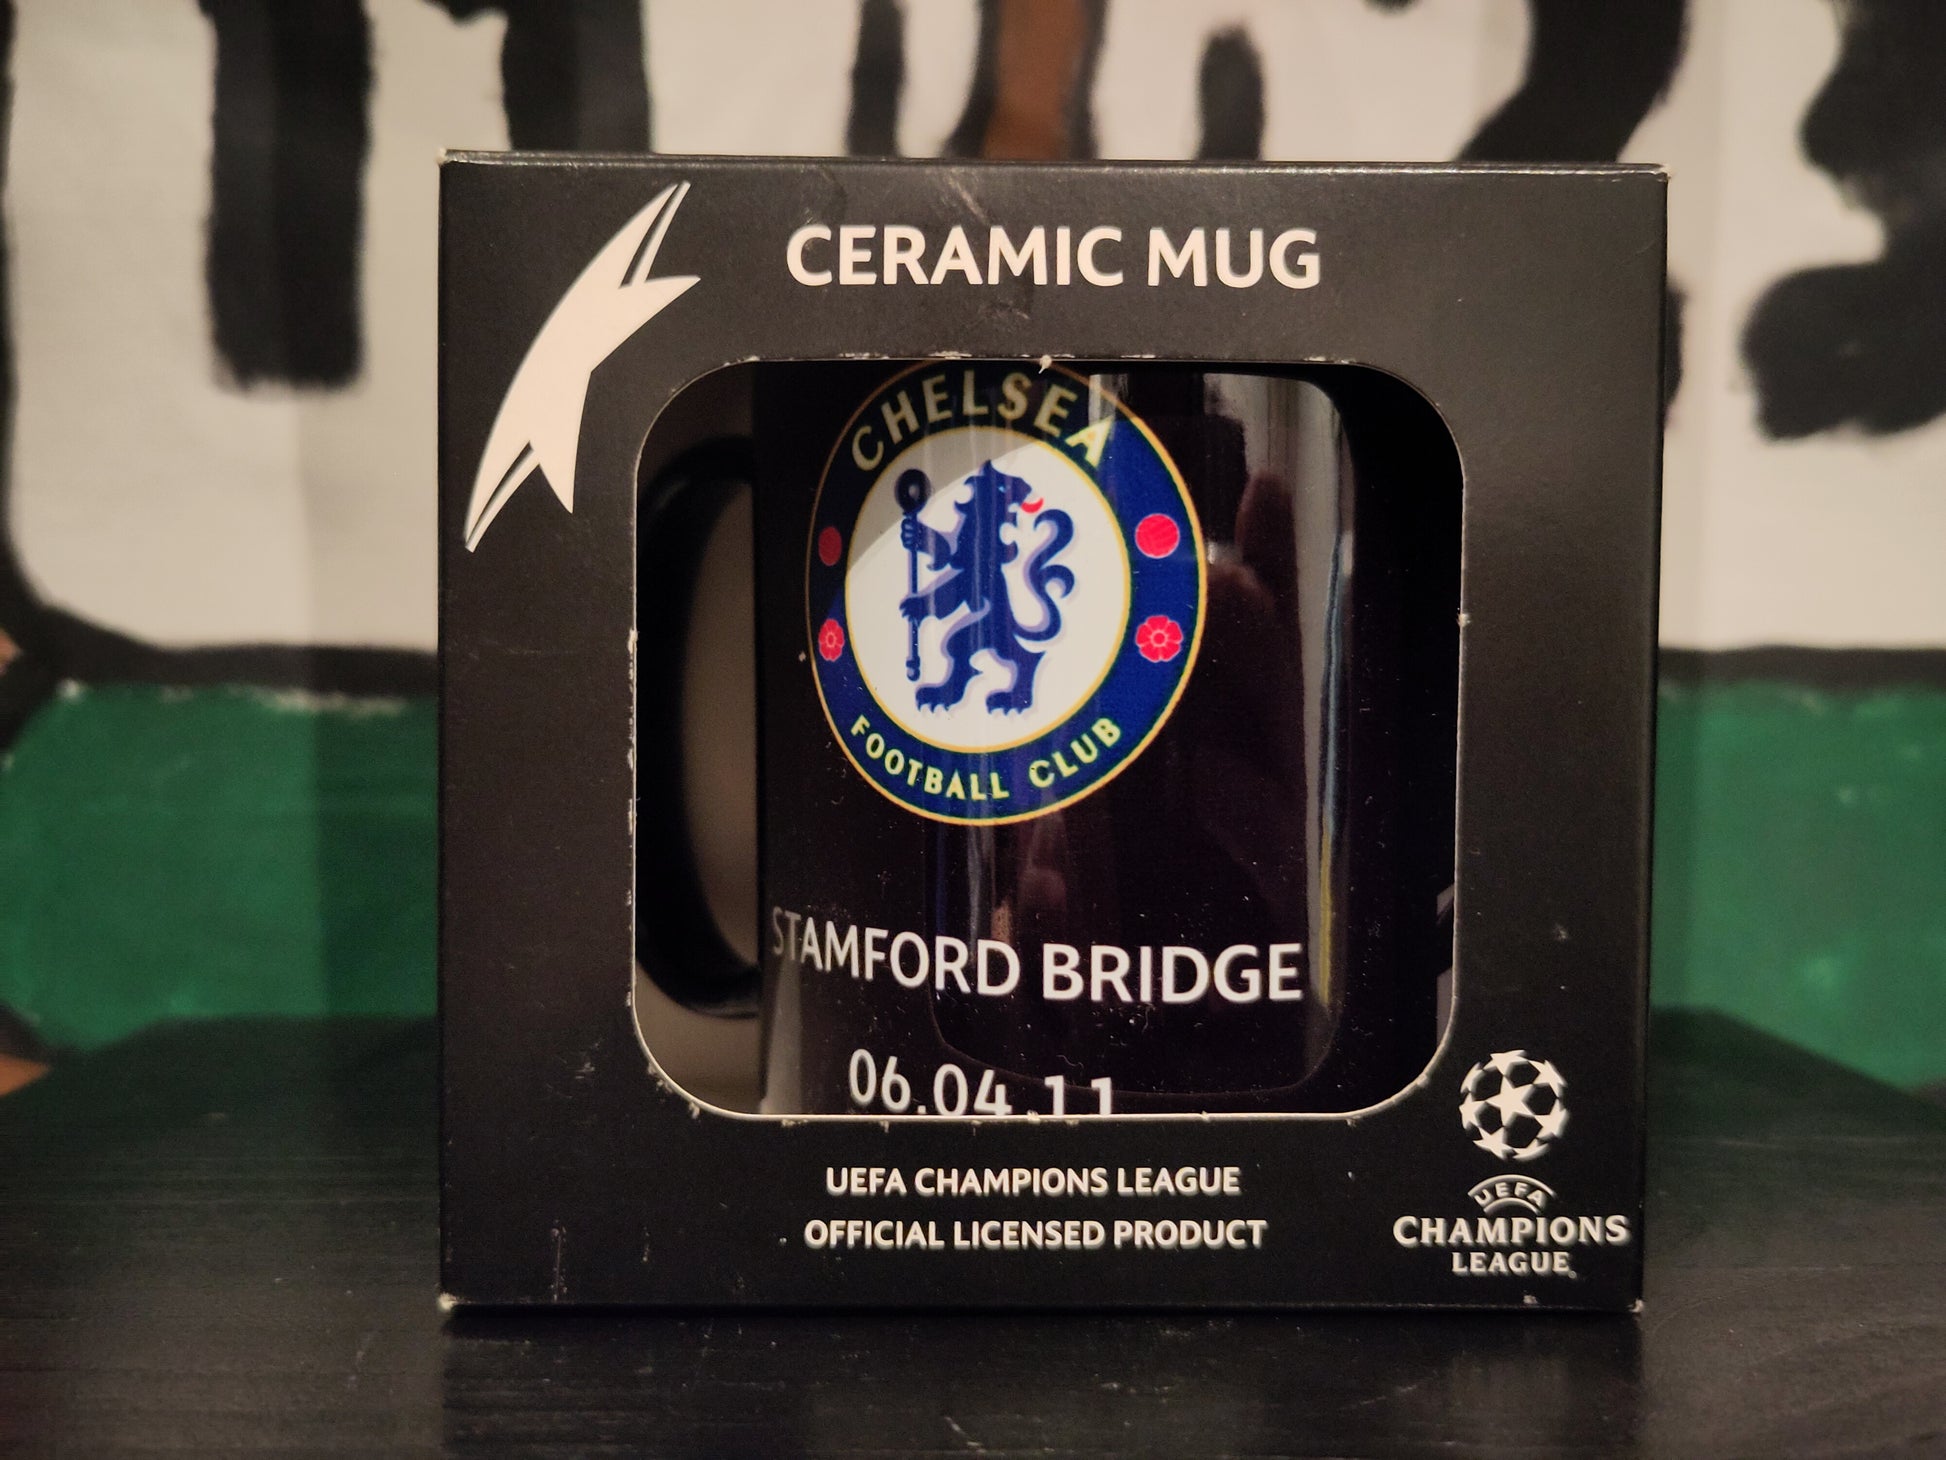 CERAMIC MUG
CHELSEA
FOOTBALL CLUB
STAMFORD BRIDGE
06.04.11
UEFA CHAMPIONS LEAGUE
OFFICIAL LICENSED PRODUCT
UEFA
CHAMPIONS
LEAGUE